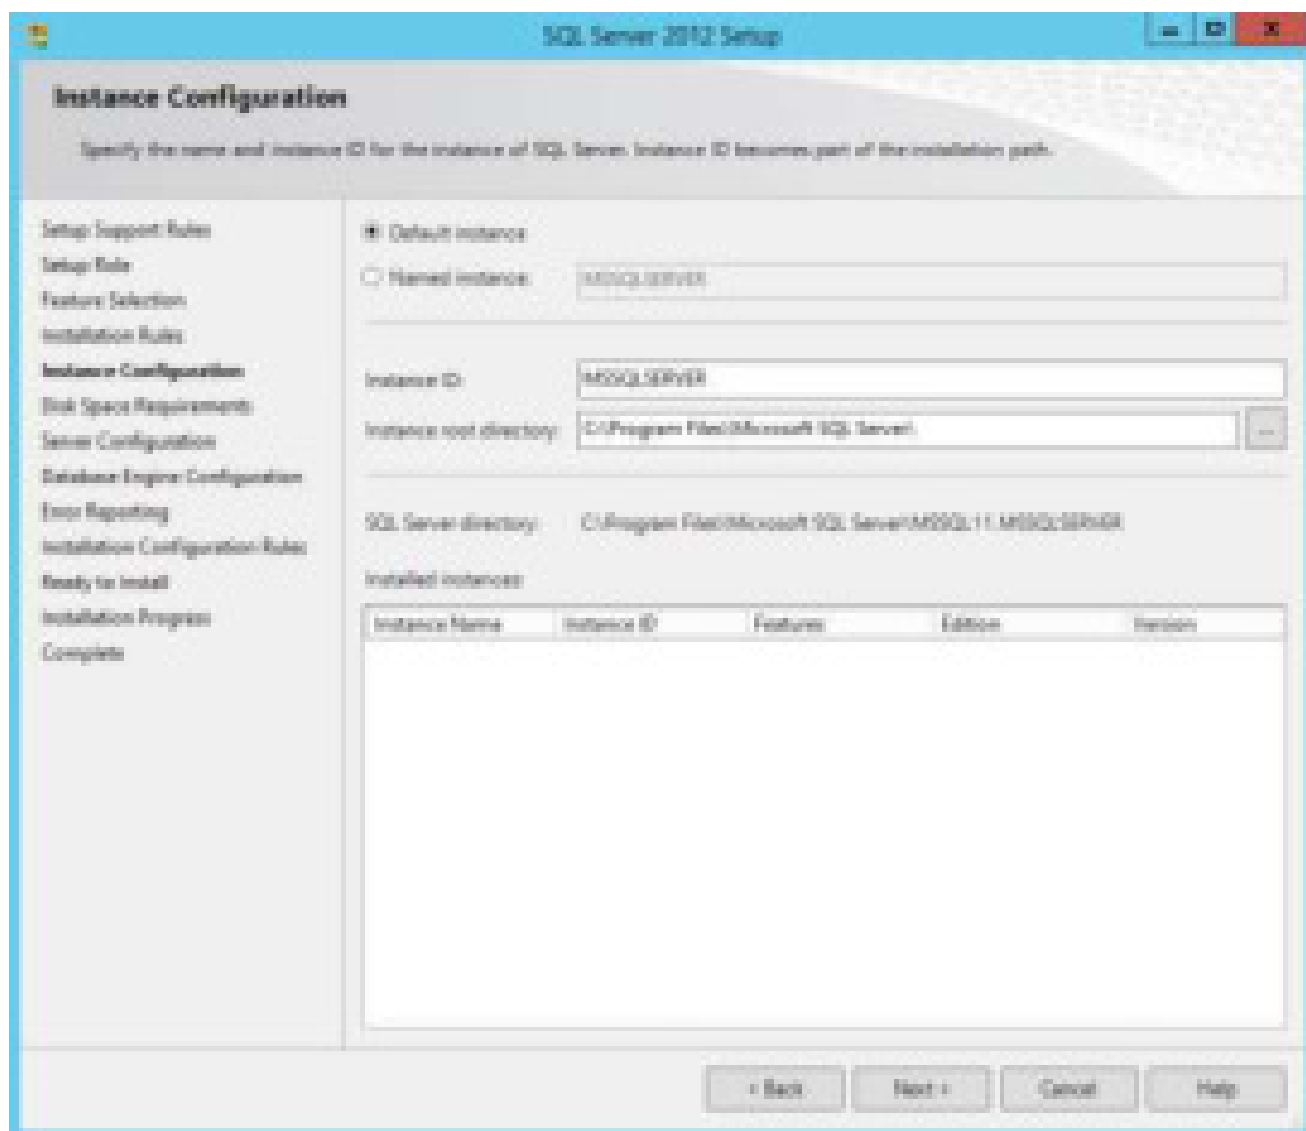 SQL Server 2012 Setup
Instance Configuration
Specify the name and instance ID for the instance of SQL Server. Instance ID becomes part of the installation path.
Setup Support Rules
Setup Role
Feature Selection
Installation Rules
Instance Configuration
Disk Space Requirements
Server Configuration
Database Engine Configuration
Error Reporting
Installation Configuration Rules
Ready to Install
Installation Progress
Complete
Default instance
Named instance: MSSQLSERVER
Instance ID: MSSQLSERVER
Instance root directory: C:\Program Files\Microsoft SQL Server\ ...
SQL Server directory: C:\Program Files\Microsoft SQL Server\MSSQL11.MSSQLSERVER
Installed instances:
Instance Name Instance ID Features Edition Version
< Back Next > Cancel Help